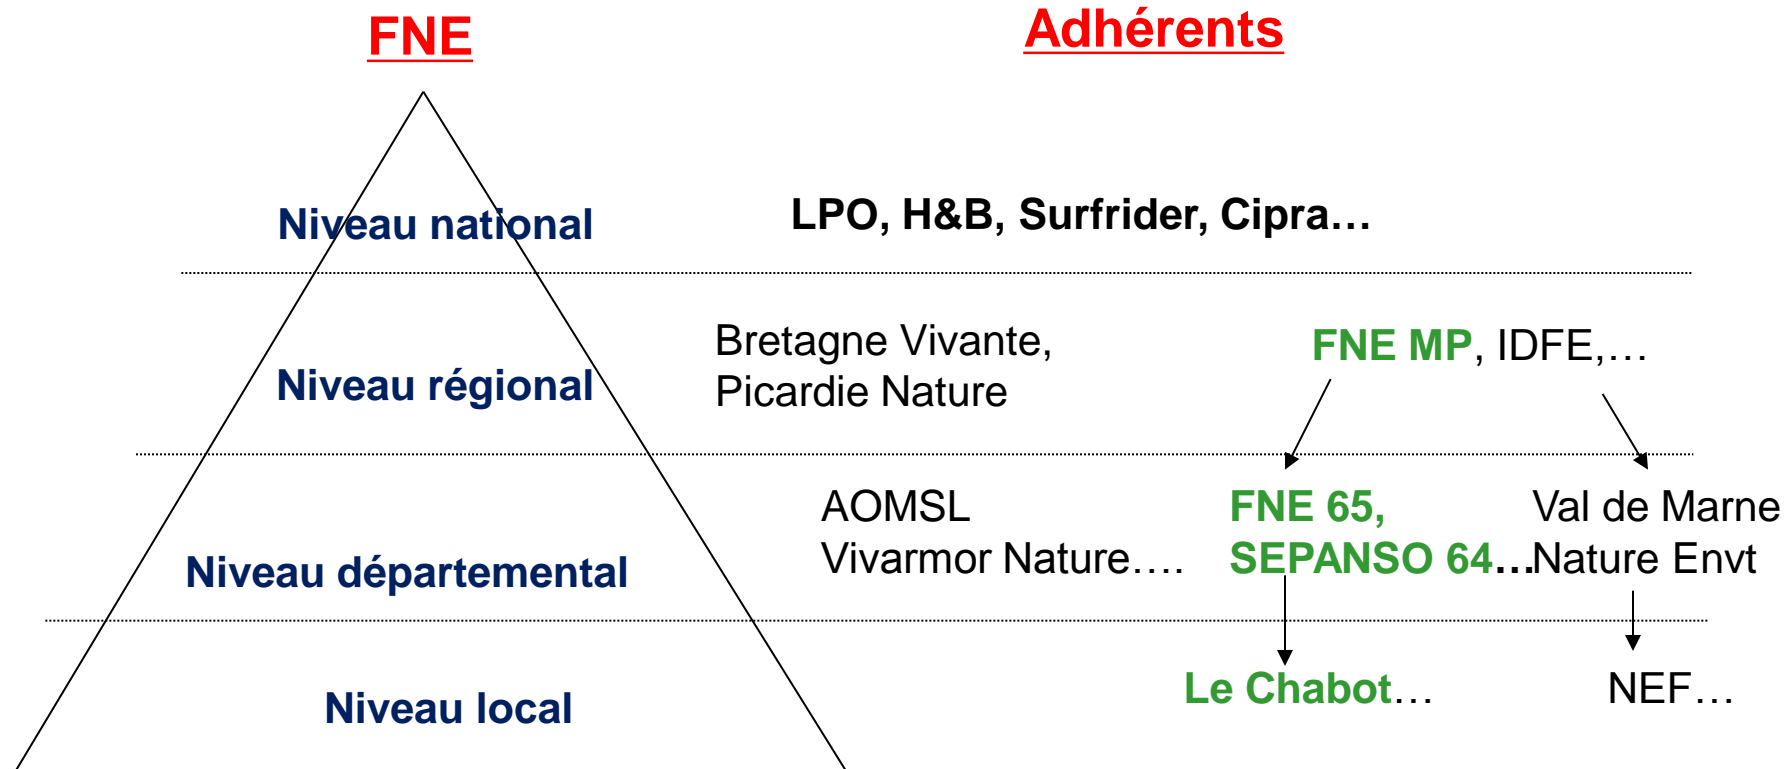 FNE
Adhérents
Niveau national
LPO, H&B, Surfrider, Cipra…
Niveau régional
Bretagne Vivante,
Picardie Nature
FNE MP, IDFE,…
Niveau départemental
AOMSL
Vivarmor Nature….
FNE 65,
SEPANSO 64…
Val de Marne
Nature Envt
Niveau local
Le Chabot…
NEF…